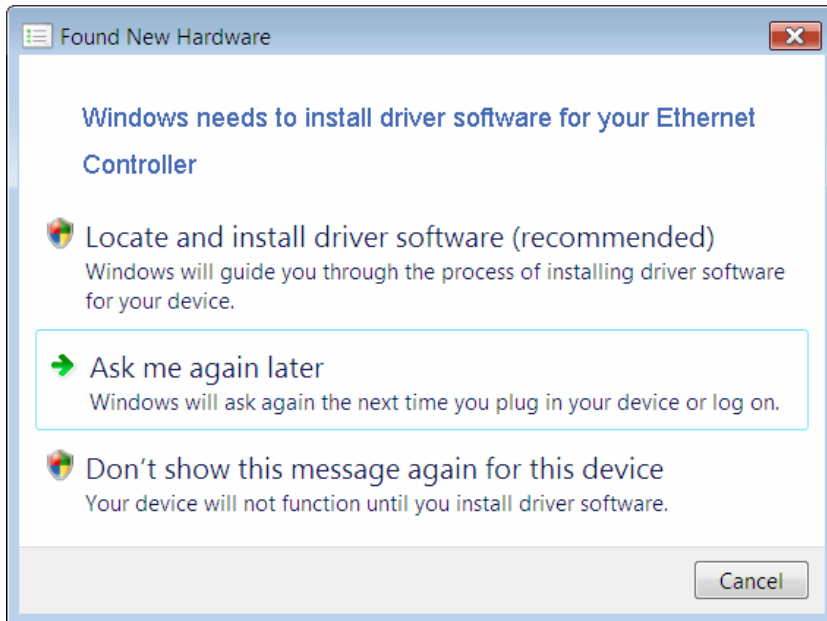 Found New Hardware
Windows needs to install driver software for your Ethernet
Controller
Locate and install driver software (recommended)
Windows will guide you through the process of installing driver software
for your device.
Ask me again later
Windows will ask again the next time you plug in your device or log on.
Don't show this message again for this device
Your device will not function until you install driver software.
Cancel